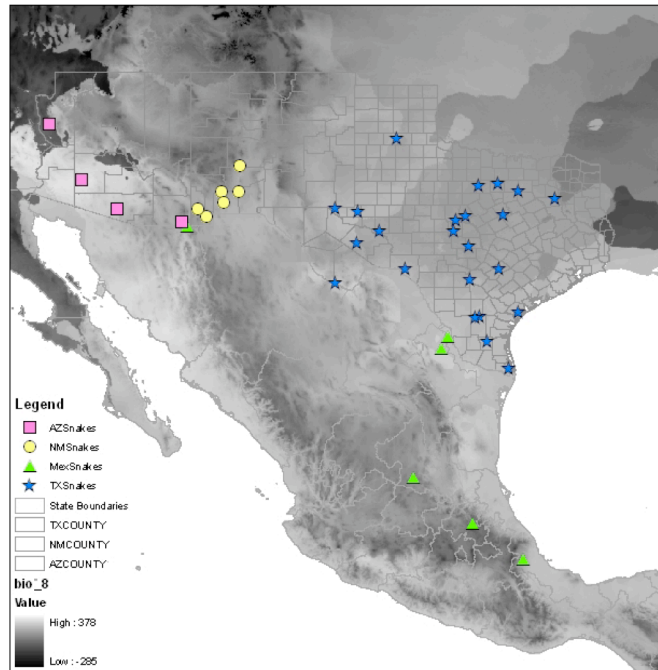 Legend
AZSnakes
NMSnakes
MexSnakes
TXSnakes
State Boundaries
TXCOUNTY
NMCOUNTY
AZCOUNTY
bio_8
Value
High : 378
Low : -285